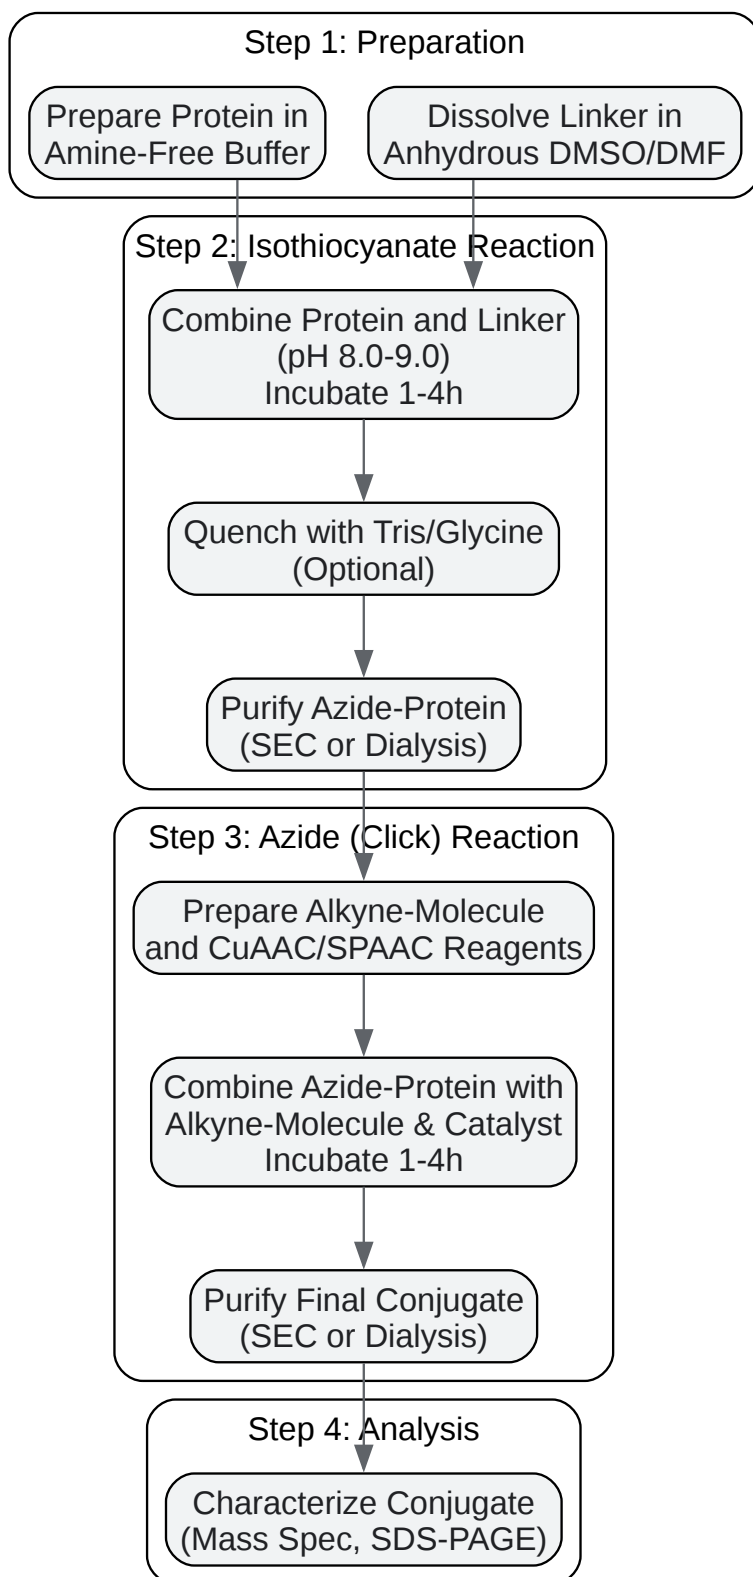 Step 1: Preparation
Prepare Protein in
Amine-Free Buffer
Dissolve Linker in
Anhydrous DMSO/DMF
Step 2: Isothiocyanate Reaction
Combine Protein and Linker
(pH 8.0-9.0)
Incubate 1-4h
Quench with Tris/Glycine
(Optional)
Purify Azide-Protein
(SEC or Dialysis)
Step 3: Azide (Click) Reaction
Prepare Alkyne-Molecule
and CuAAC/SPAAC Reagents
Combine Azide-Protein with
Alkyne-Molecule & Catalyst
Incubate 1-4h
Purify Final Conjugate
(SEC or Dialysis)
Step 4: Analysis
Characterize Conjugate
(Mass Spec, SDS-PAGE)